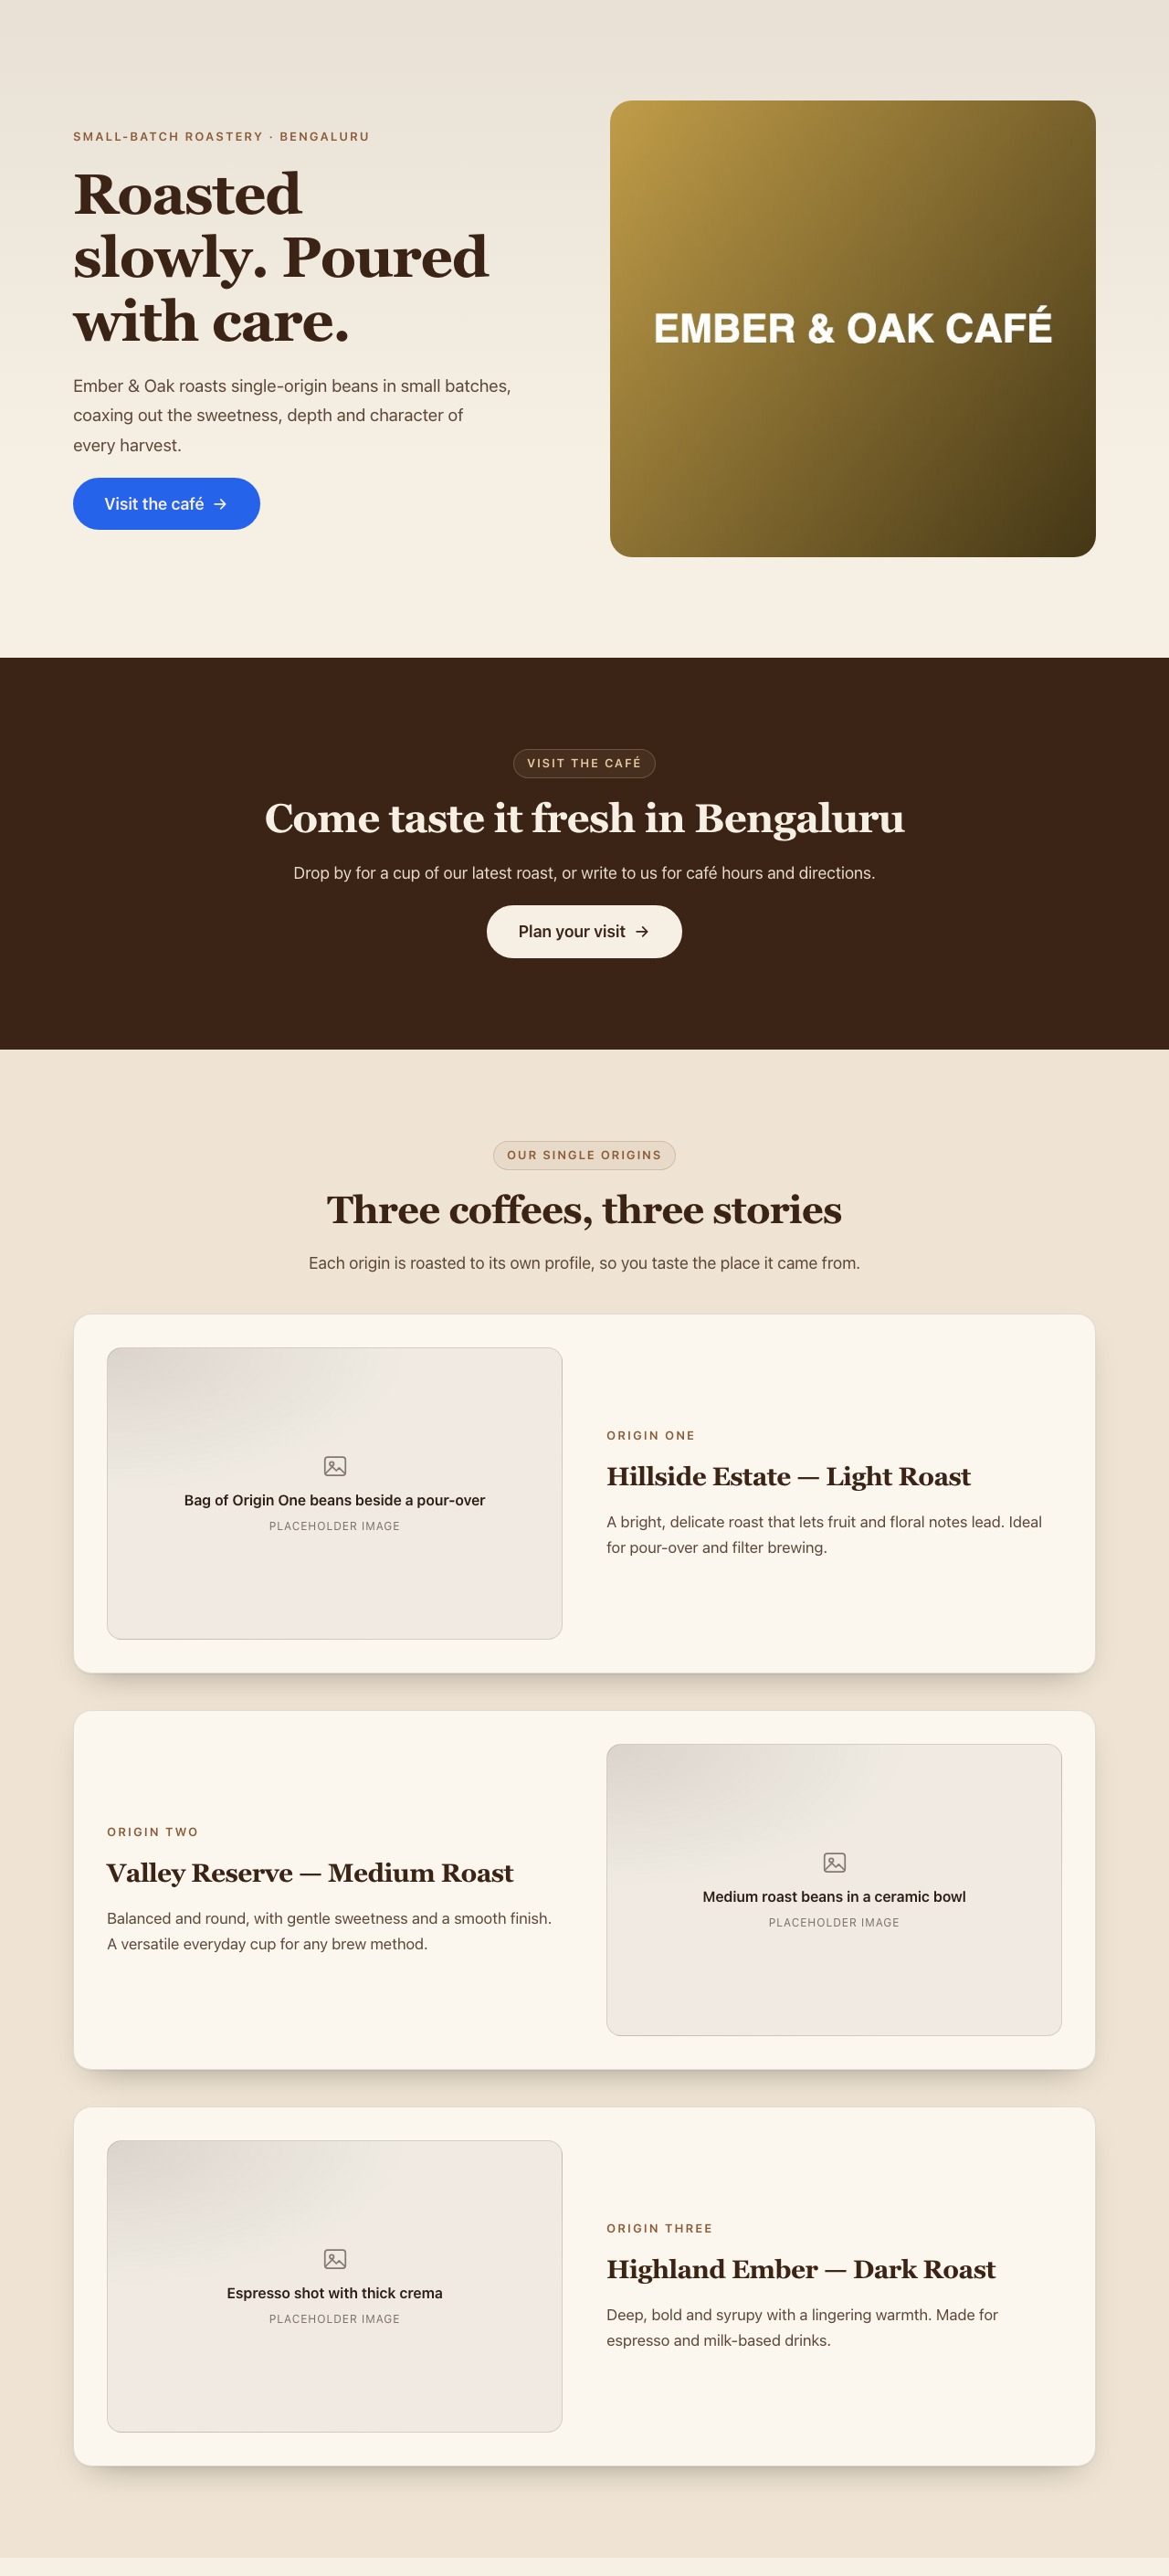 SMALL-BATCH ROASTERY · BENGALURU
Roasted
slowly. Poured
with care.
Ember & Oak roasts single-origin beans in small batches,
coaxing out the sweetness, depth and character of
every harvest.
Visit the café →
EMBER & OAK CAFÉ
VISIT THE CAFÉ
Come taste it fresh in Bengaluru
Drop by for a cup of our latest roast, or write to us for café hours and directions.
Plan your visit →
OUR SINGLE ORIGINS
Three coffees, three stories
Each origin is roasted to its own profile, so you taste the place it came from.
Bag of Origin One beans beside a pour-over
PLACEHOLDER IMAGE
ORIGIN ONE
Hillside Estate — Light Roast
A bright, delicate roast that lets fruit and floral notes lead. Ideal
for pour-over and filter brewing.
ORIGIN TWO
Valley Reserve — Medium Roast
Balanced and round, with gentle sweetness and a smooth finish.
A versatile everyday cup for any brew method.
Medium roast beans in a ceramic bowl
PLACEHOLDER IMAGE
Espresso shot with thick crema
PLACEHOLDER IMAGE
ORIGIN THREE
Highland Ember — Dark Roast
Deep, bold and syrupy with a lingering warmth. Made for
espresso and milk-based drinks.